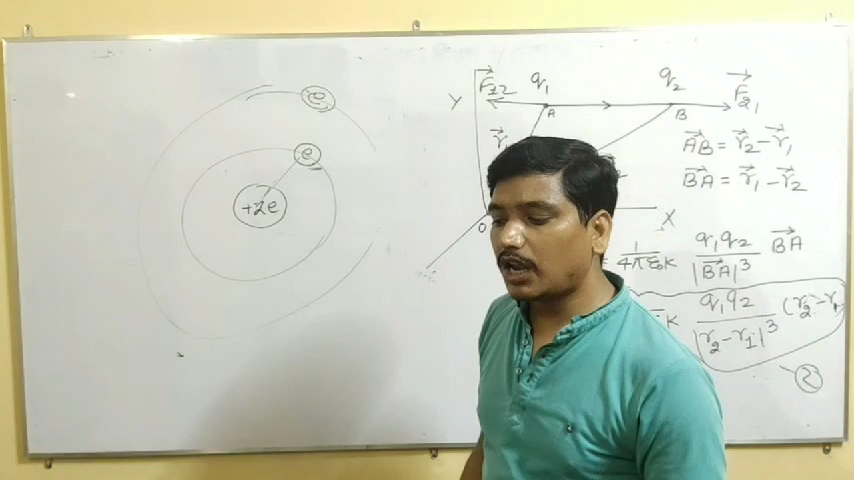 e
e
+ze
Y
F₁₂
q₁
q₂
F₂₁
A
B
AB = r₂ - r₁
BA = r₁ - r₂
X
O
= 1/4πε₀K q₁q₂/|BA|³ BA
K q₁q₂/|r₂-r₁|³ (r₂-r₁
2